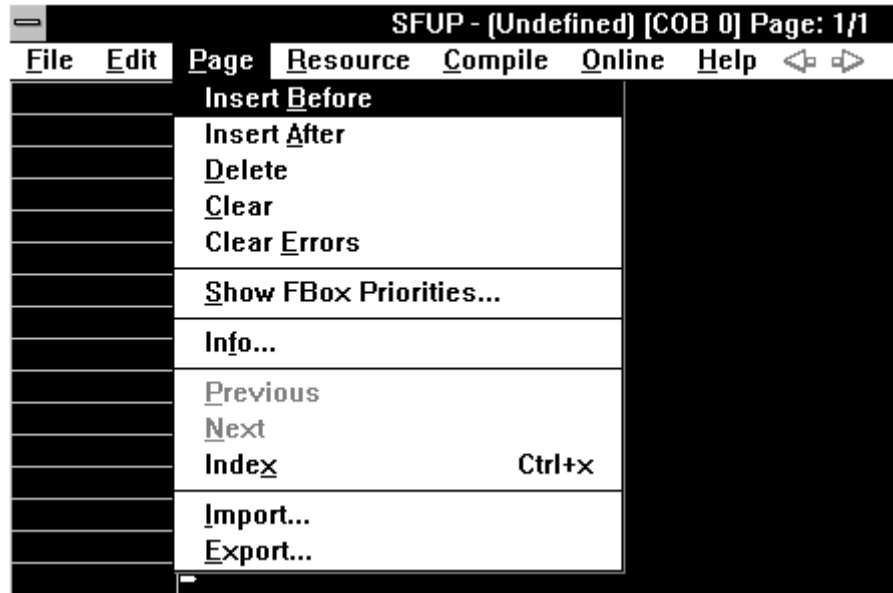 SFUP - (Undefined) [COB 0] Page: 1/1
File Edit Page Resource Compile Online Help
Insert Before
Insert After
Delete
Clear
Clear Errors
Show FBox Priorities...
Info...
Previous
Next
Index Ctrl+x
Import...
Export...